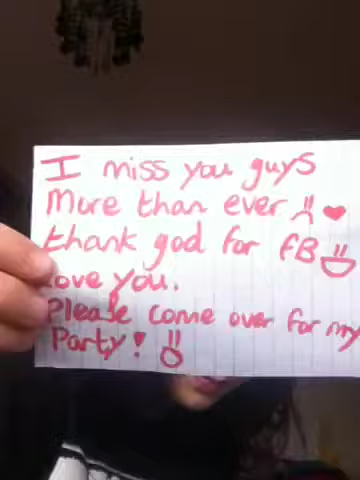 I miss you guys
More than ever ❤
thank god for FB
Love you.
Please come over for my
Party!